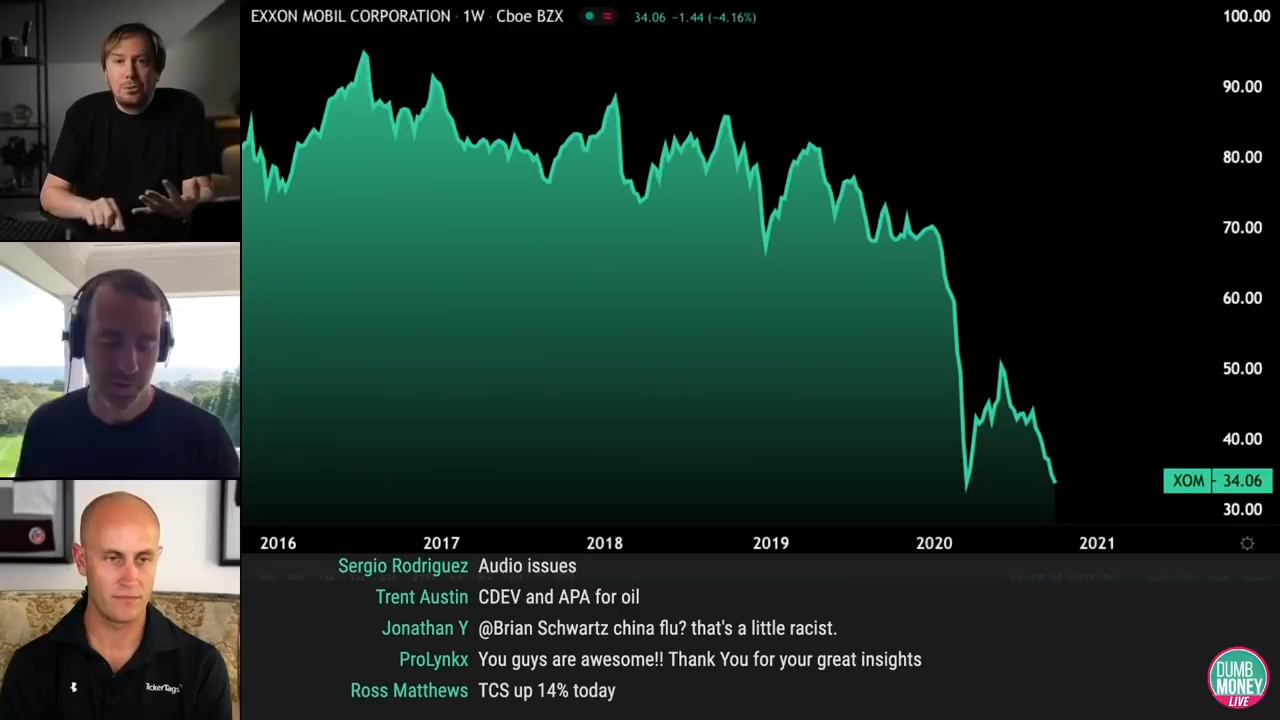 EXXON MOBIL CORPORATION · 1W · Cboe BZX 34.06 −1.44 (−4.16%)
100.00
90.00
80.00
70.00
60.00
50.00
40.00
XOM 34.06
30.00
2016 2017 2018 2019 2020 2021
Sergio Rodriguez Audio issues
Trent Austin CDEV and APA for oil
Jonathan Y @Brian Schwartz china flu? that's a little racist.
ProLynkx You guys are awesome!! Thank You for your great insights
Ross Matthews TCS up 14% today
TickerTags
DUMB
MONEY
LIVE